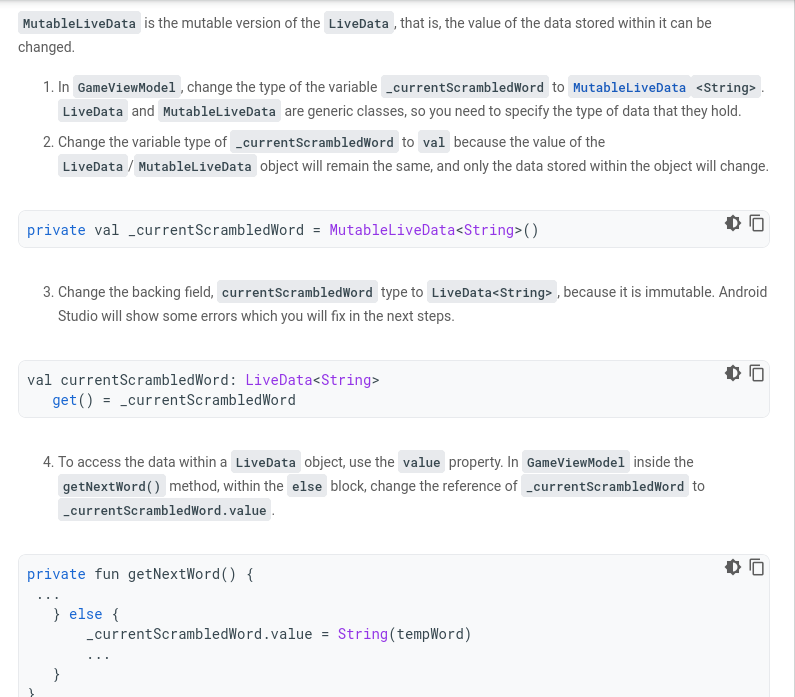 MutableLiveData is the mutable version of the LiveData, that is, the value of the data stored within it can be
changed.
1. In GameViewModel, change the type of the variable _currentScrambledWord to MutableLiveData <String>.
LiveData and MutableLiveData are generic classes, so you need to specify the type of data that they hold.
2. Change the variable type of _currentScrambledWord to val because the value of the
LiveData/MutableLiveData object will remain the same, and only the data stored within the object will change.
private val _currentScrambledWord = MutableLiveData<String>()
3. Change the backing field, currentScrambledWord type to LiveData<String>, because it is immutable. Android
Studio will show some errors which you will fix in the next steps.
val currentScrambledWord: LiveData<String>
   get() = _currentScrambledWord
4. To access the data within a LiveData object, use the value property. In GameViewModel inside the
getNextWord() method, within the else block, change the reference of _currentScrambledWord to
_currentScrambledWord.value.
private fun getNextWord() {
 ...
   } else {
       _currentScrambledWord.value = String(tempWord)
       ...
   }
}